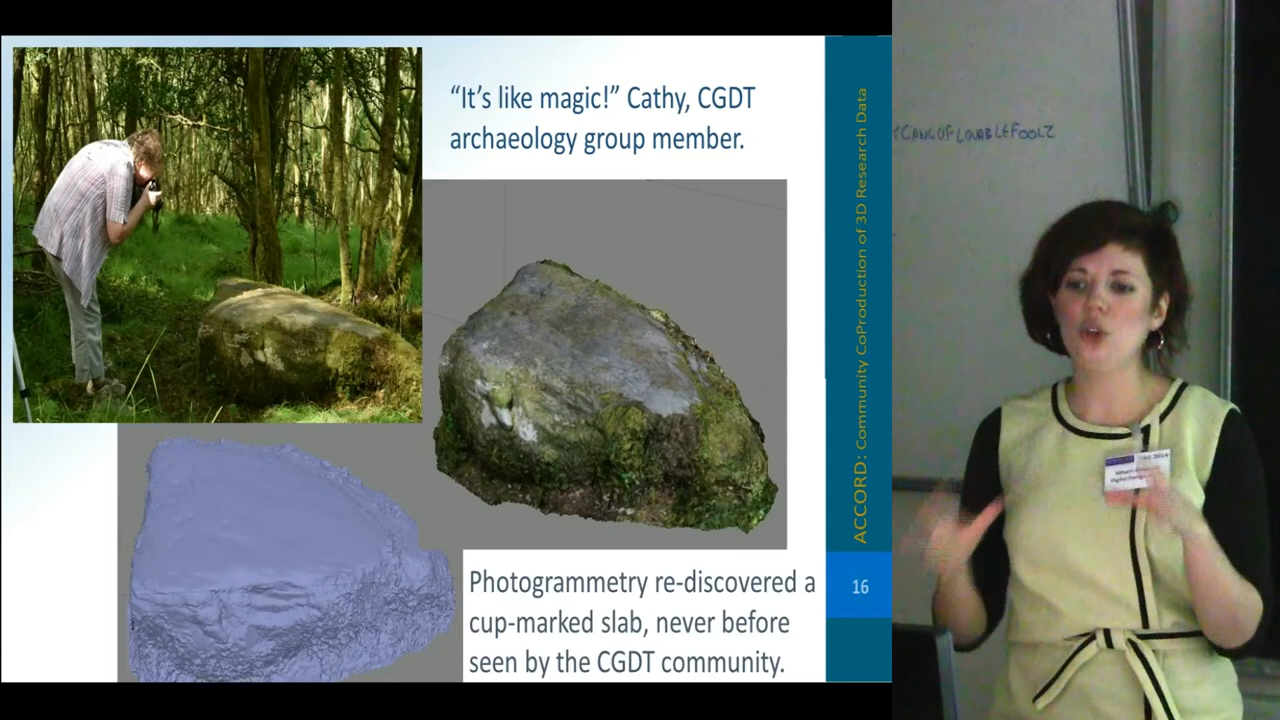 “It’s like magic!” Cathy, CGDT
archaeology group member.
Photogrammetry re-discovered a
cup-marked slab, never before
seen by the CGDT community.
ACCORD: Community CoProduction of 3D Research Data
16